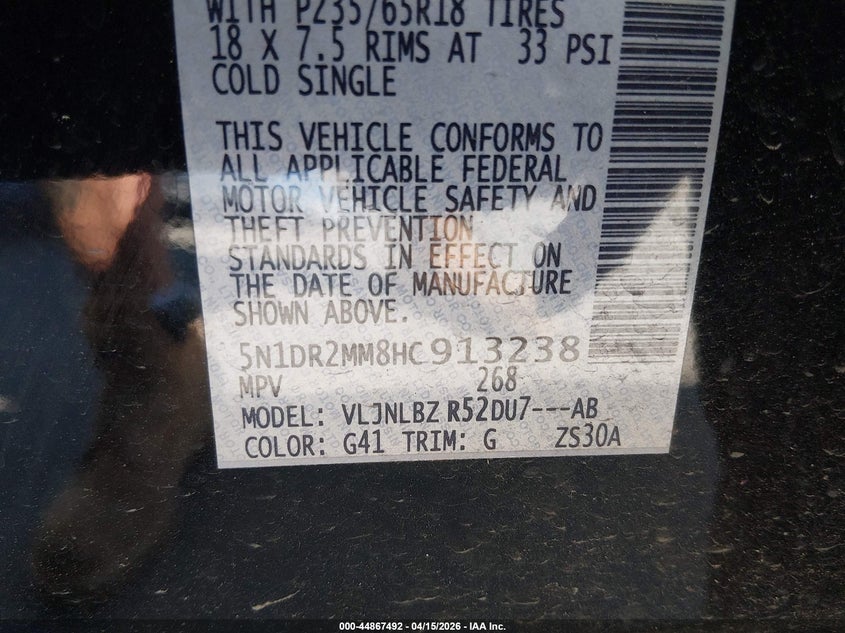 WITH P235/65R18 TIRES
18 X 7.5 RIMS AT 33 PSI
COLD SINGLE
THIS VEHICLE CONFORMS TO
ALL APPLICABLE FEDERAL
MOTOR VEHICLE SAFETY AND
THEFT PREVENTION
STANDARDS IN EFFECT ON
THE DATE OF MANUFACTURE
SHOWN ABOVE.
5N1DR2MM8HC913238
MPV 268
MODEL: VLJNLBZ R52DU7---AB
COLOR: G41 TRIM: G ZS30A
000-44867492 - 04/15/2026 - IAA Inc.